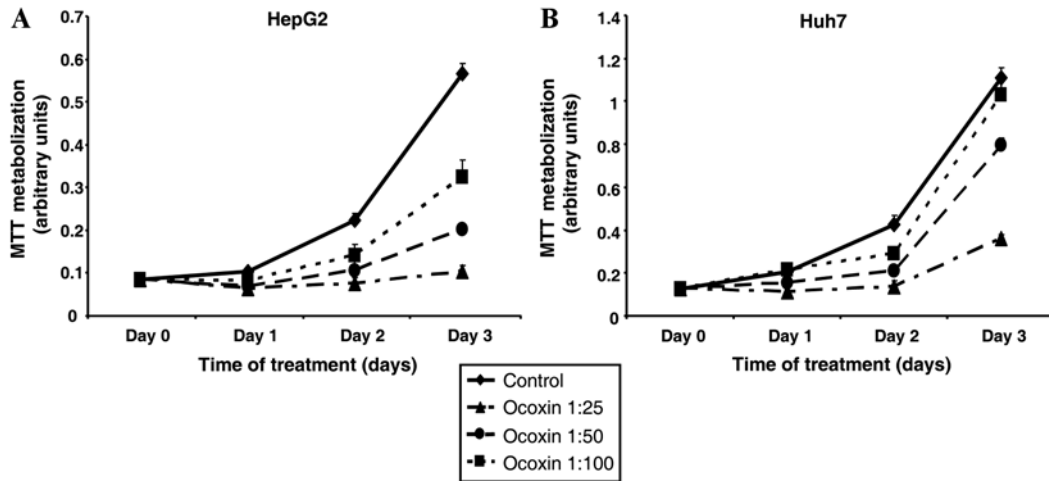 A
HepG2
0.7
0.6
0.5
0.4
0.3
0.2
0.1
0
MTT metabolization
(arbitrary units)
Day 0 Day 1 Day 2 Day 3
Time of treatment (days)
B
Huh7
1.4
1.2
1
0.8
0.6
0.4
0.2
0
MTT metabolization
(arbitrary units)
Day 0 Day 1 Day 2 Day 3
Time of treatment (days)
Control
Ocoxin 1:25
Ocoxin 1:50
Ocoxin 1:100